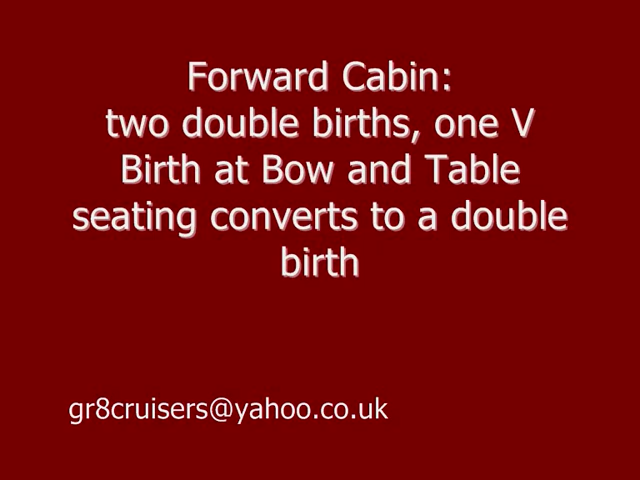 Forward Cabin:
two double births, one V
Birth at Bow and Table
seating converts to a double
birth
gr8cruisers@yahoo.co.uk